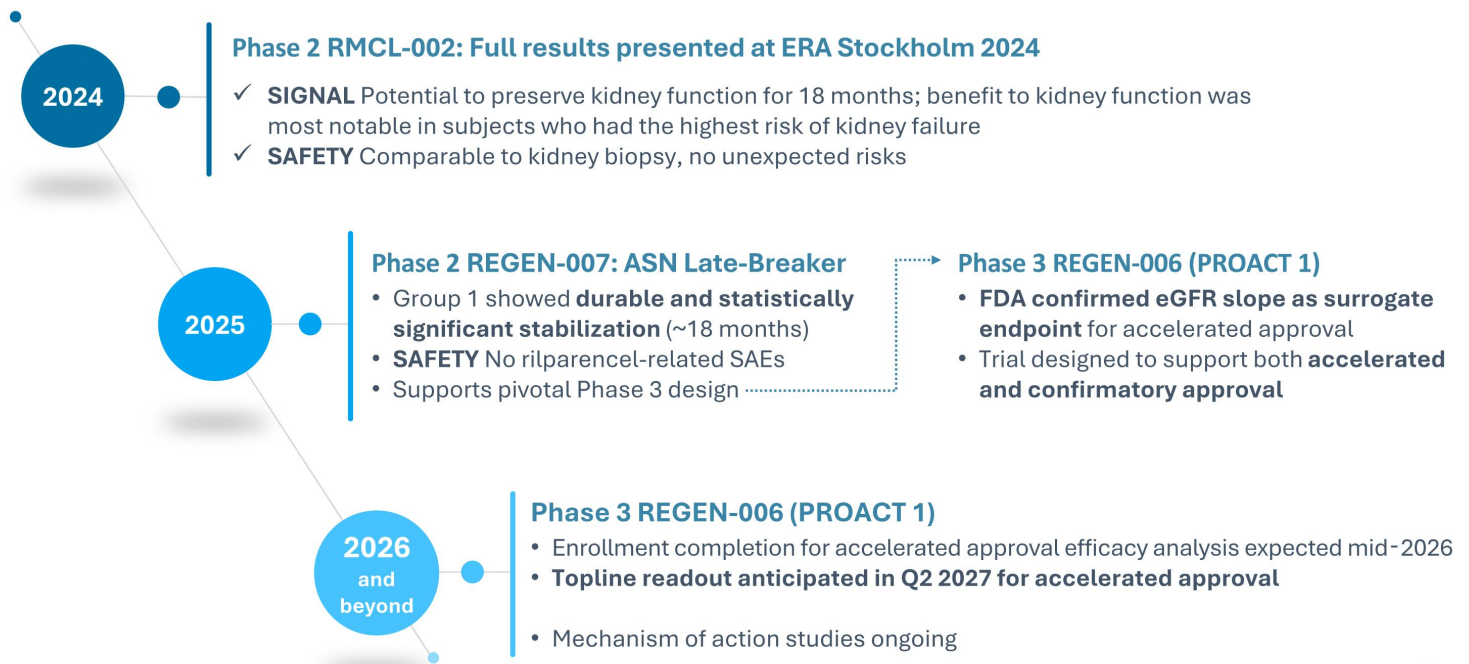 2024
Phase 2 RMCL-002: Full results presented at ERA Stockholm 2024
✓ SIGNAL Potential to preserve kidney function for 18 months; benefit to kidney function was
most notable in subjects who had the highest risk of kidney failure
✓ SAFETY Comparable to kidney biopsy, no unexpected risks
2025
Phase 2 REGEN-007: ASN Late-Breaker
• Group 1 showed durable and statistically
significant stabilization (~18 months)
• SAFETY No rilparencel-related SAEs
• Supports pivotal Phase 3 design
Phase 3 REGEN-006 (PROACT 1)
• FDA confirmed eGFR slope as surrogate
endpoint for accelerated approval
• Trial designed to support both accelerated
and confirmatory approval
2026
and
beyond
Phase 3 REGEN-006 (PROACT 1)
• Enrollment completion for accelerated approval efficacy analysis expected mid-2026
• Topline readout anticipated in Q2 2027 for accelerated approval
• Mechanism of action studies ongoing